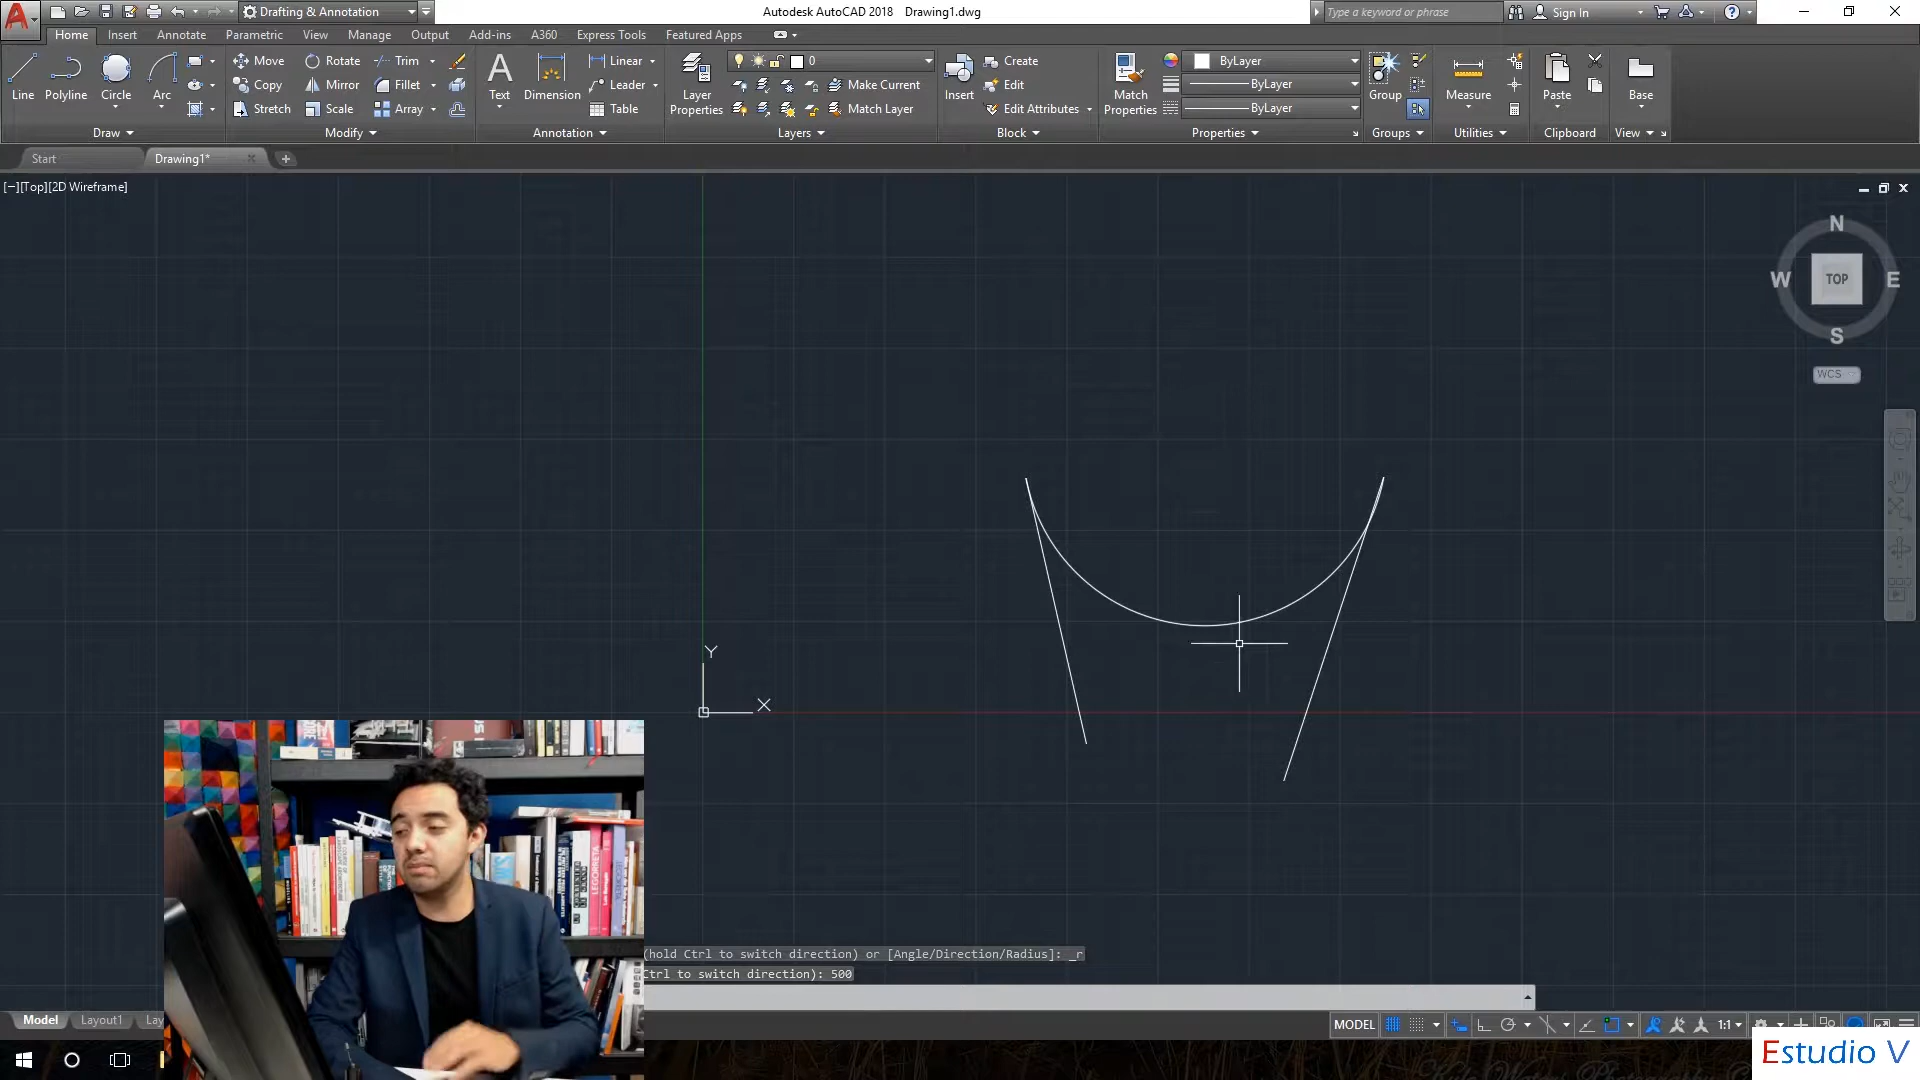 Drafting & Annotation
Autodesk AutoCAD 2018 Drawing1.dwg
Type a keyword or phrase
Sign In
Home Insert Annotate Parametric View Manage Output Add-ins A360 Express Tools Featured Apps
Line
Polyline
Circle
Arc
Move
Copy
Stretch
Rotate
Mirror
Scale
Trim
Fillet
Array
Text
Dimension
Linear
Leader
Table
Layer
Properties
0
Make Current
Match Layer
Insert
Create
Edit
Edit Attributes
Match
Properties
ByLayer
ByLayer
ByLayer
Group
Measure
Paste
Base
Draw
Modify
Annotation
Layers
Block
Properties
Groups
Utilities
Clipboard
View
Start
Drawing1*
[−][Top][2D Wireframe]
N
W
TOP
E
S
WCS
Y
X
LEGORRETA
(hold Ctrl to switch direction) or [Angle/Direction/Radius]: _r
Ctrl to switch direction): 500
Model Layout1 Lay
MODEL
1:1
Estudio V